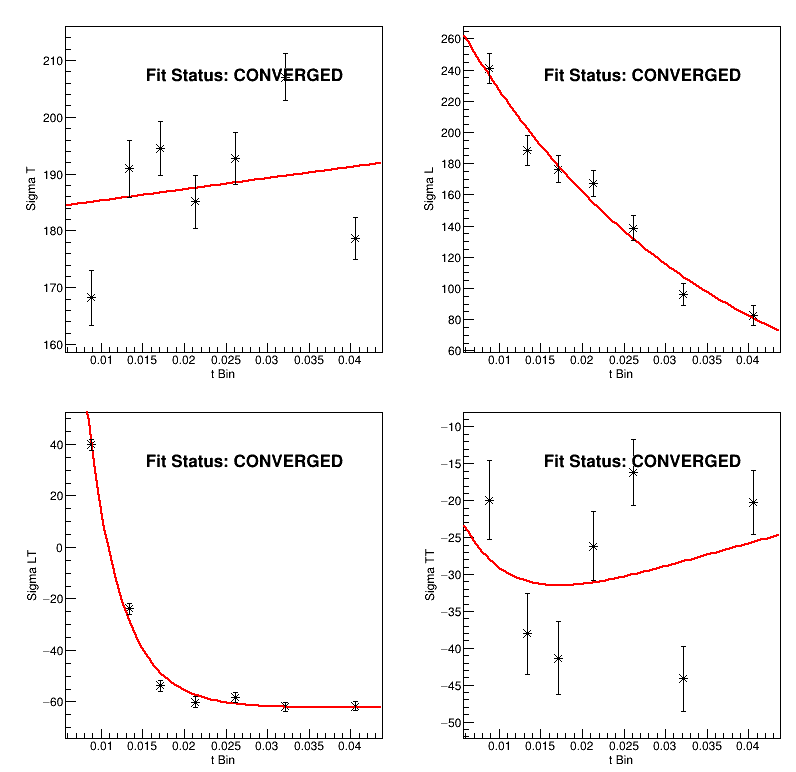 Fit Status: CONVERGED
Sigma T
210
200
190
180
170
160
0.01 0.015 0.02 0.025 0.03 0.035 0.04
t Bin
Fit Status: CONVERGED
Sigma L
260
240
220
200
180
160
140
120
100
80
60
0.01 0.015 0.02 0.025 0.03 0.035 0.04
t Bin
Fit Status: CONVERGED
Sigma LT
40
20
0
−20
−40
−60
0.01 0.015 0.02 0.025 0.03 0.035 0.04
t Bin
Fit Status: CONVERGED
Sigma TT
−10
−15
−20
−25
−30
−35
−40
−45
−50
0.01 0.015 0.02 0.025 0.03 0.035 0.04
t Bin